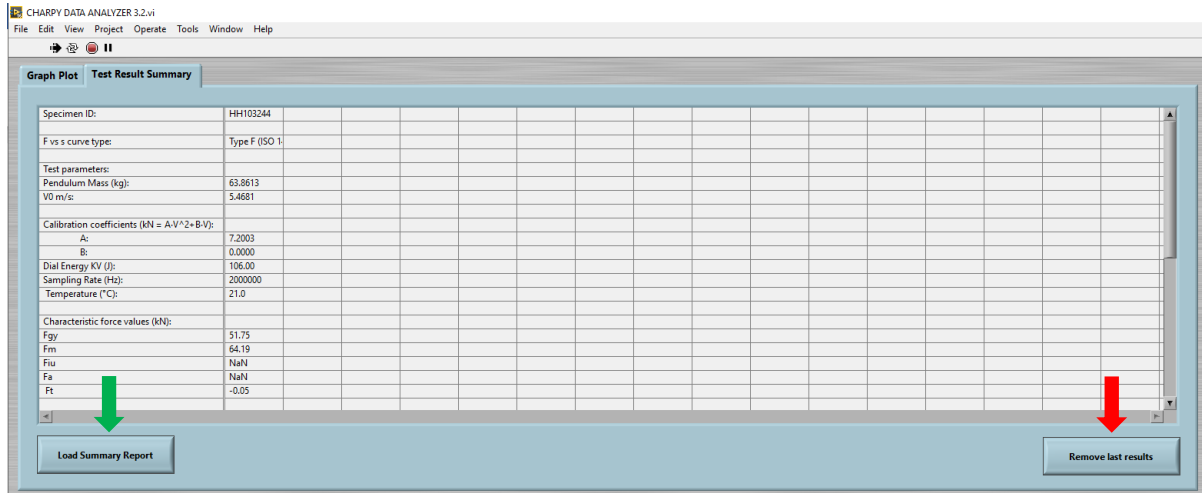 CHARPY DATA ANALYZER 3.2.vi
File Edit View Project Operate Tools Window Help
Graph Plot Test Result Summary
Specimen ID: HH103244
F vs s curve type: Type F (ISO 1-
Test parameters:
Pendulum Mass (kg): 63.8613
V0 m/s: 5.4681
Calibration coefficients (kN = A·V^2+B·V):
A: 7.2003
B: 0.0000
Dial Energy KV (J): 106.00
Sampling Rate (Hz): 2000000
Temperature (°C): 21.0
Characteristic force values (kN):
Fgy 51.75
Fm 64.19
Fiu NaN
Fa NaN
Ft -0.05
Load Summary Report Remove last results